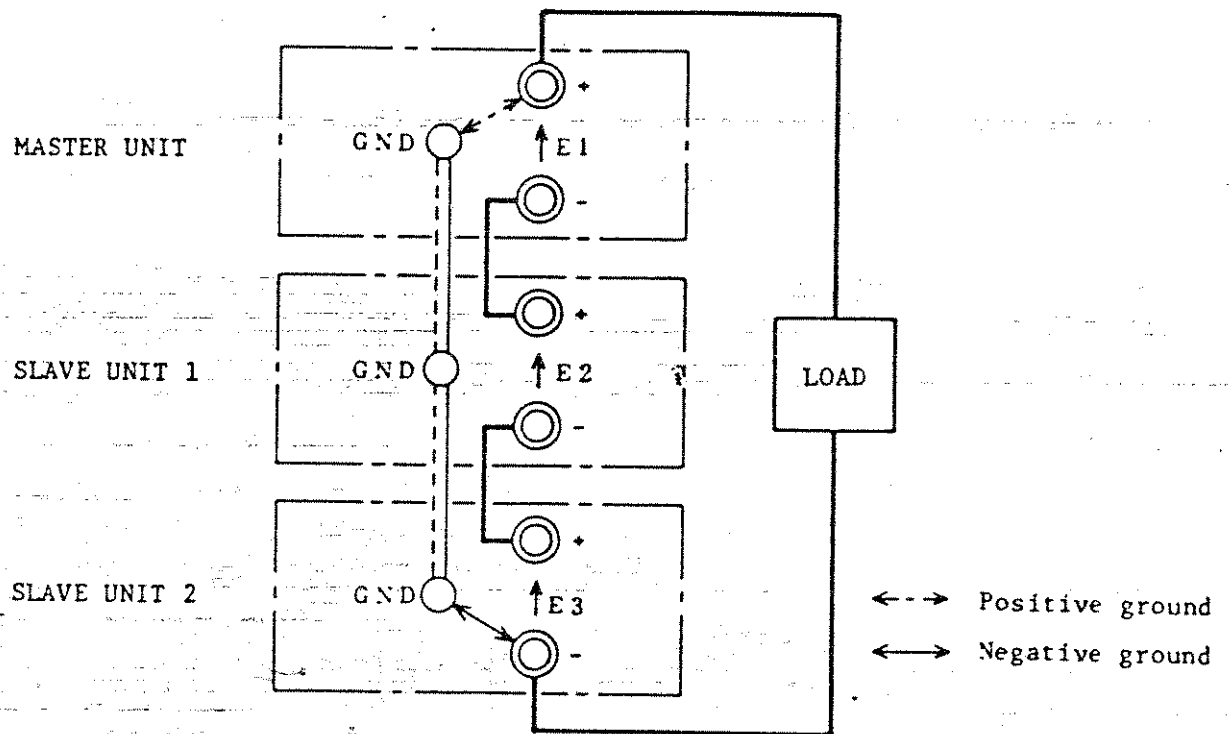 +
MASTER UNIT
GND
E1
-
+
SLAVE UNIT 1
GND
E2
LOAD
-
+
SLAVE UNIT 2
GND
E3
Positive ground
-
Negative ground